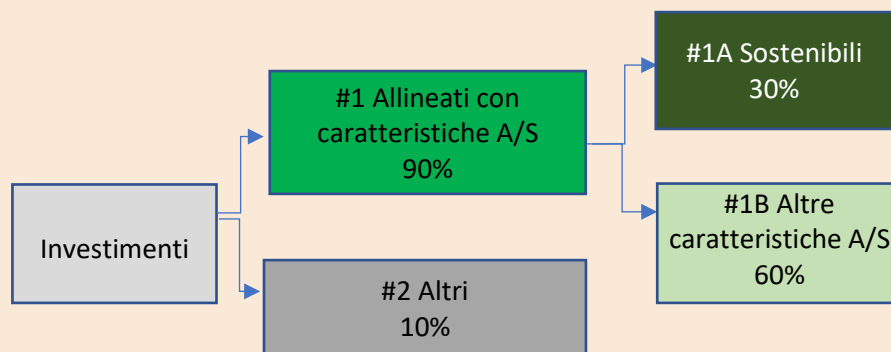 Investimenti
#1 Allineati con
caratteristiche A/S
90%
#2 Altri
10%
#1A Sostenibili
30%
#1B Altre
caratteristiche A/S
60%